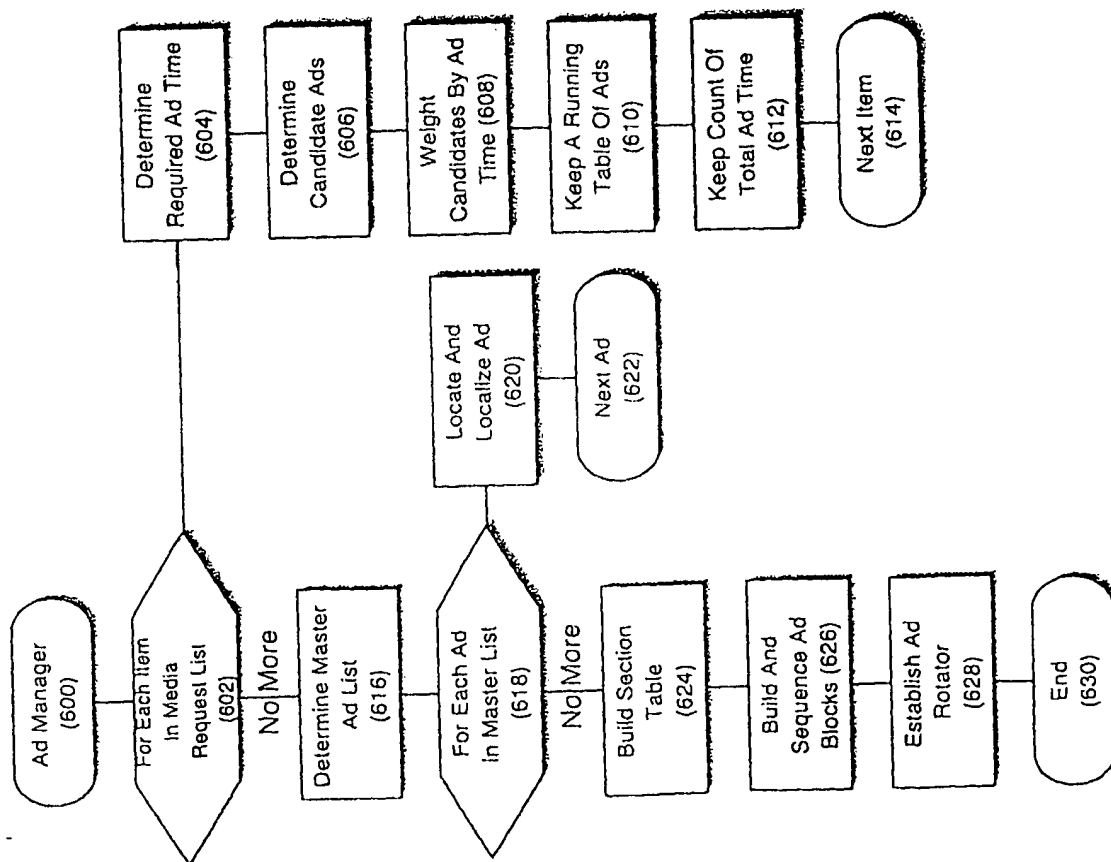 Ad Manager
(600)
For Each Item
In Media
Request List
(602)
No More
Determine Master
Ad List
(616)
For Each Ad
In Master List
(618)
No More
Build Section
Table
(624)
Build And
Sequence Ad
Blocks (626)
Establish Ad
Rotator
(628)
End
(630)
Locate And
Localize Ad
(620)
Next Ad
(622)
Determine
Required Ad Time
(604)
Determine
Candidate Ads
(606)
Weight
Candidates By Ad
Time (608)
Keep A Running
Table Of Ads
(610)
Keep Count Of
Total Ad Time
(612)
Next Item
(614)